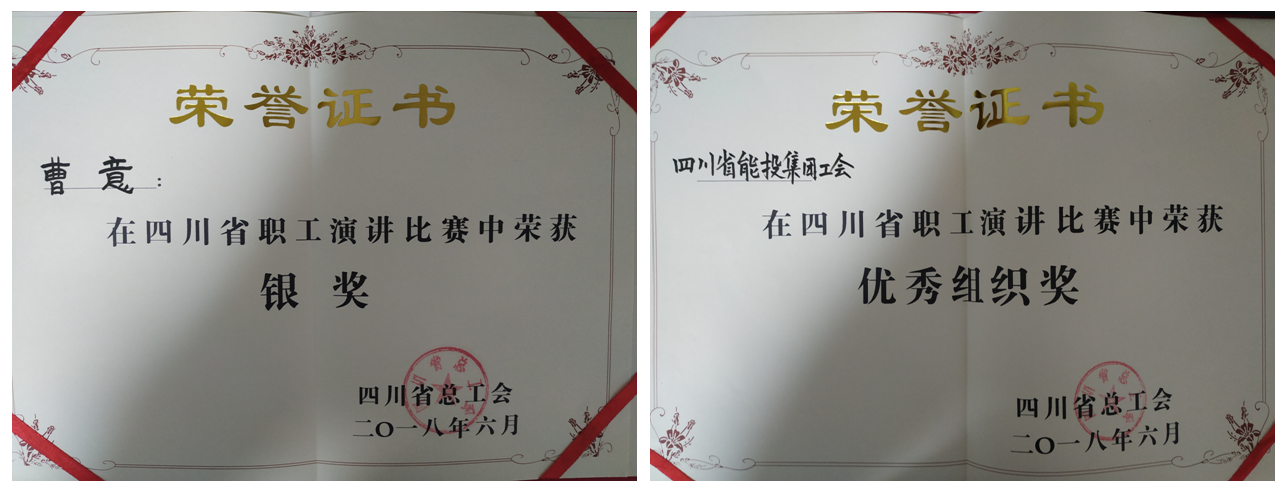 荣誉证书
曹 意：
在四川省职工演讲比赛中荣获
银 奖
四川省总工会
二〇一八年六月
荣誉证书
四川省能投集团工会
在四川省职工演讲比赛中荣获
优秀组织奖
四川省总工会
二〇一八年六月